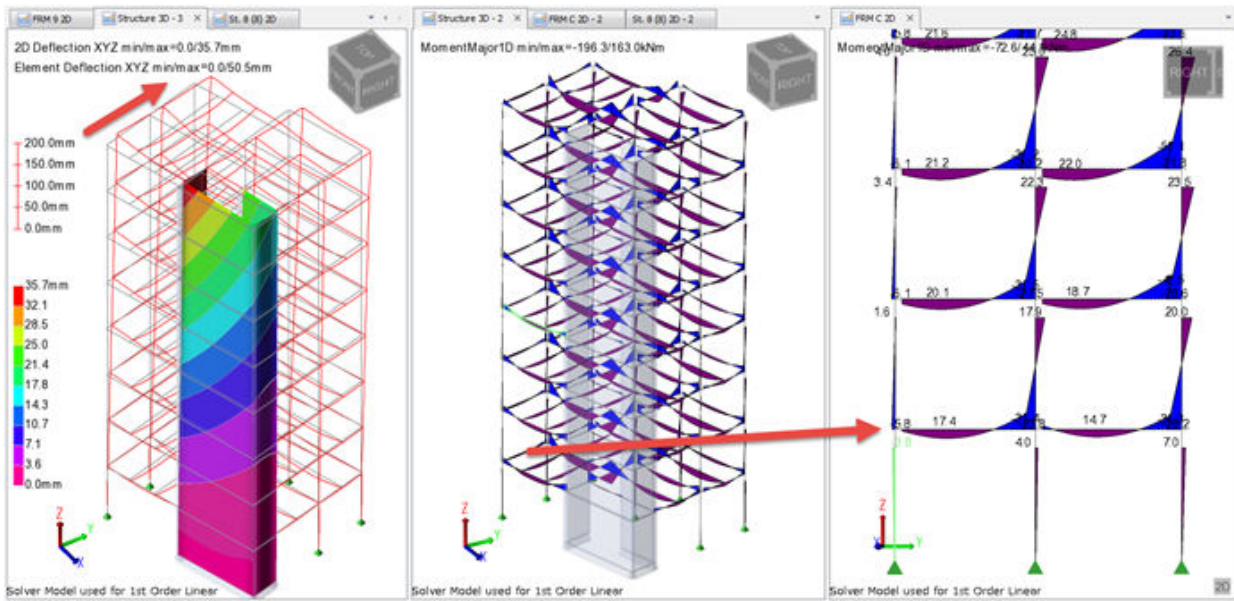 FRM 9 2D
Structure 3D - 3
St. 8 (8) 2D
2D Deflection XYZ min/max=0.0/35.7mm
Element Deflection XYZ min/max=0.0/50.5mm
TOP
RIGHT
200.0mm
150.0mm
100.0mm
50.0mm
0.0mm
35.7mm
32.1
28.5
25.0
21.4
17.8
14.3
10.7
7.1
3.6
0.0mm
Z
Y
X
Solver Model used for 1st Order Linear
Structure 3D - 2
FRM C 2D - 2
St. 8 (8) 2D - 2
MomentMajor1D min/max=-196.3/163.0kNm
TOP
RIGHT
Z
Y
X
Solver Model used for 1st Order Linear
FRM C 2D
24.8
RIGHT
21.2
22.0
3.4
22.3
23.5
20.1
18.7
1.6
17.9
20.0
17.4
14.7
4.0
7.0
Z
Y
Solver Model used for 1st Order Linear
2D